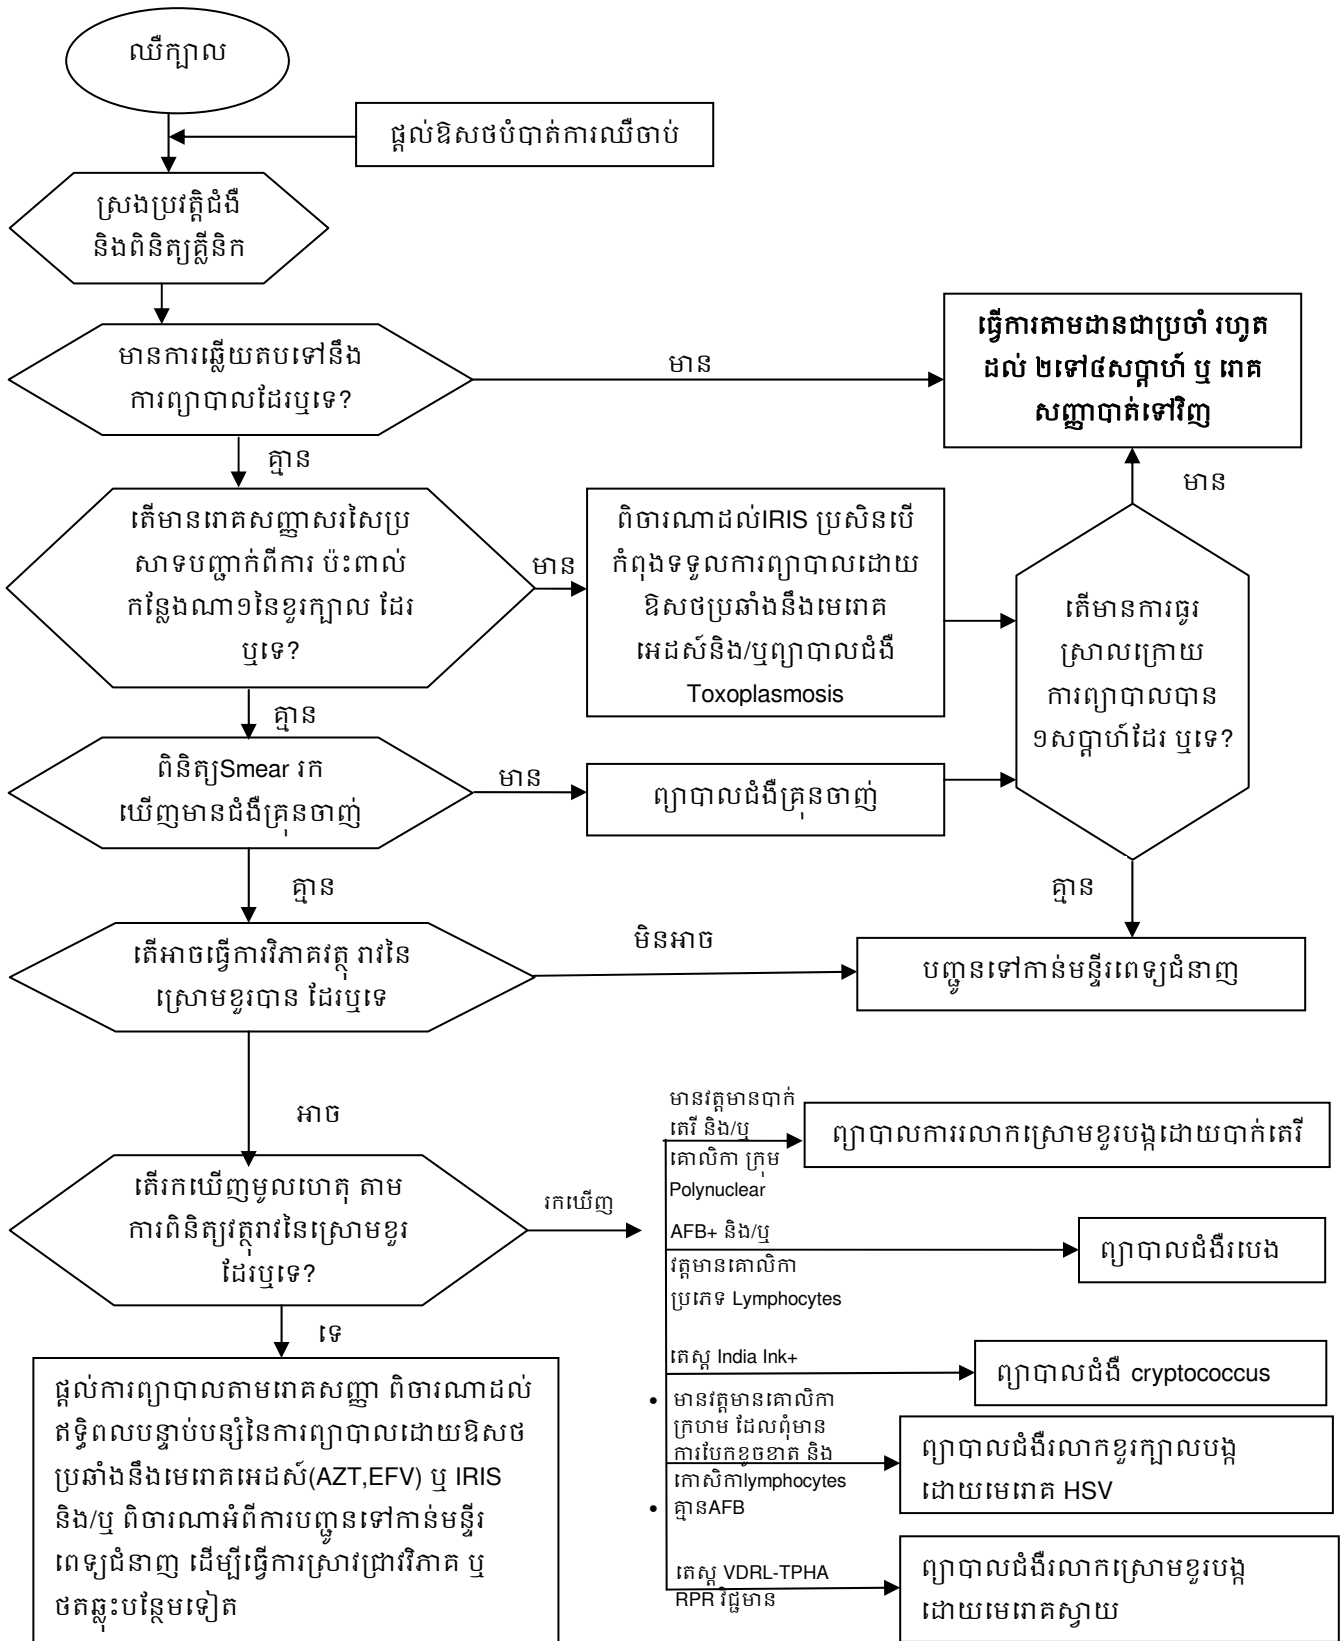 ឈឺក្បាល
ផ្តល់ឱសថបំបាត់ការឈឺចាប់
ស្រងប្រវត្តិជំងឺ
និងពិនិត្យគ្លីនិក
មានការឆ្លើយតបទៅនឹង
ការព្យាបាលដែរឬទេ?
មាន
ធ្វើការតាមដានជាប្រចាំ រហូត
ដល់ ២ទៅ៤សប្តាហ៍ ឬ រោគ
សញ្ញាបាត់ទៅវិញ
គ្មាន
មាន
តើមានរោគសញ្ញាសរសៃប្រ
សាទបញ្ជាក់ពីការ ប៉ះពាល់
កន្លែងណា១នៃខួរក្បាល ដែរ
ឬទេ?
មាន
ពិចារណាដល់IRIS ប្រសិនបើ
កំពុងទទួលការព្យាបាលដោយ
ឱសថប្រឆាំងនឹងមេរោគ
អេដស៍និង/ឬព្យាបាលជំងឺ
Toxoplasmosis
តើមានការធូរ
ស្រាលក្រោយ
ការព្យាបាលបាន
១សប្តាហ៍ដែរ ឬទេ?
គ្មាន
ពិនិត្យSmear រក
ឃើញមានជំងឺគ្រុនចាញ់
មាន
ព្យាបាលជំងឺគ្រុនចាញ់
គ្មាន
គ្មាន
តើអាចធ្វើការវិភាគវត្ថុ រាវនៃ
ស្រោមខួរបាន ដែរឬទេ
មិនអាច
បញ្ជូនទៅកាន់មន្ទីរពេទ្យជំនាញ
អាច
តើរកឃើញមូលហេតុ តាម
ការពិនិត្យវត្ថុរាវនៃស្រោមខួរ
ដែរឬទេ?
រកឃើញ
មានវត្តមានបាក់
តេរី និង/ឬ
គោលិកា ក្រុម
Polynuclear
ព្យាបាលការរលាកស្រោមខួរបង្កដោយបាក់តេរី
AFB+ និង/ឬ
វត្តមានគោលិកា
ប្រភេទ Lymphocytes
ព្យាបាលជំងឺរបេង
តេស្ត India Ink+
ព្យាបាលជំងឺ cryptococcus
• មានវត្តមានគោលិកា
ក្រហម ដែលពុំមាន
ការបែកខូចខាត និង
កោសិកាlymphocytes
• គ្មានAFB
ព្យាបាលជំងឺរលាកខួរក្បាលបង្ក
ដោយមេរោគ HSV
តេស្ត VDRL-TPHA
RPR វិជ្ជមាន
ព្យាបាលជំងឺរលាកស្រោមខួរបង្ក
ដោយមេរោគស្វាយ
ទេ
ផ្តល់ការព្យាបាលតាមរោគសញ្ញា ពិចារណាដល់
ឥទ្ធិពលបន្ទាប់បន្សំនៃការព្យាបាលដោយឱសថ
ប្រឆាំងនឹងមេរោគអេដស៍(AZT,EFV) ឬ IRIS
និង/ឬ ពិចារណាអំពីការបញ្ជូនទៅកាន់មន្ទីរ
ពេទ្យជំនាញ ដើម្បីធ្វើការស្រាវជ្រាវវិភាគ ឬ
ថតឆ្លុះបន្ថែមទៀត